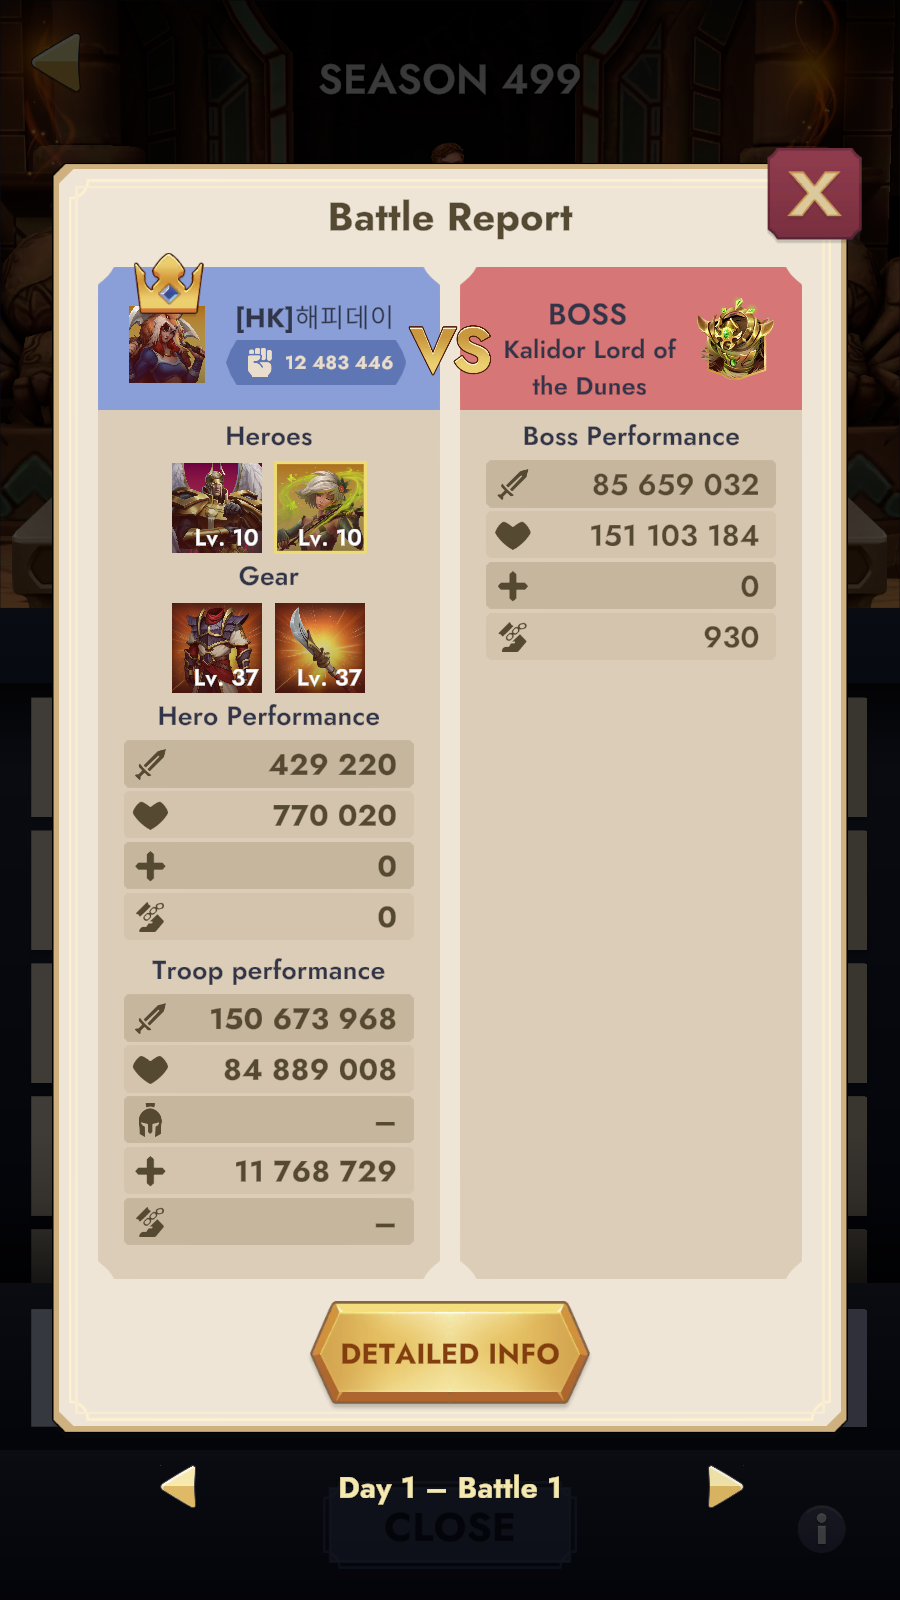 SEASON 499
Battle Report
X
[HK]해피데이
12 483 446
VS
BOSS
Kalidor Lord of
the Dunes
Heroes
Lv. 10
Lv. 10
Gear
Lv. 37
Lv. 37
Hero Performance
429 220
770 020
0
0
Troop performance
150 673 968
84 889 008
–
11 768 729
–
Boss Performance
85 659 032
151 103 184
0
930
DETAILED INFO
Day 1 – Battle 1
CLOSE
i